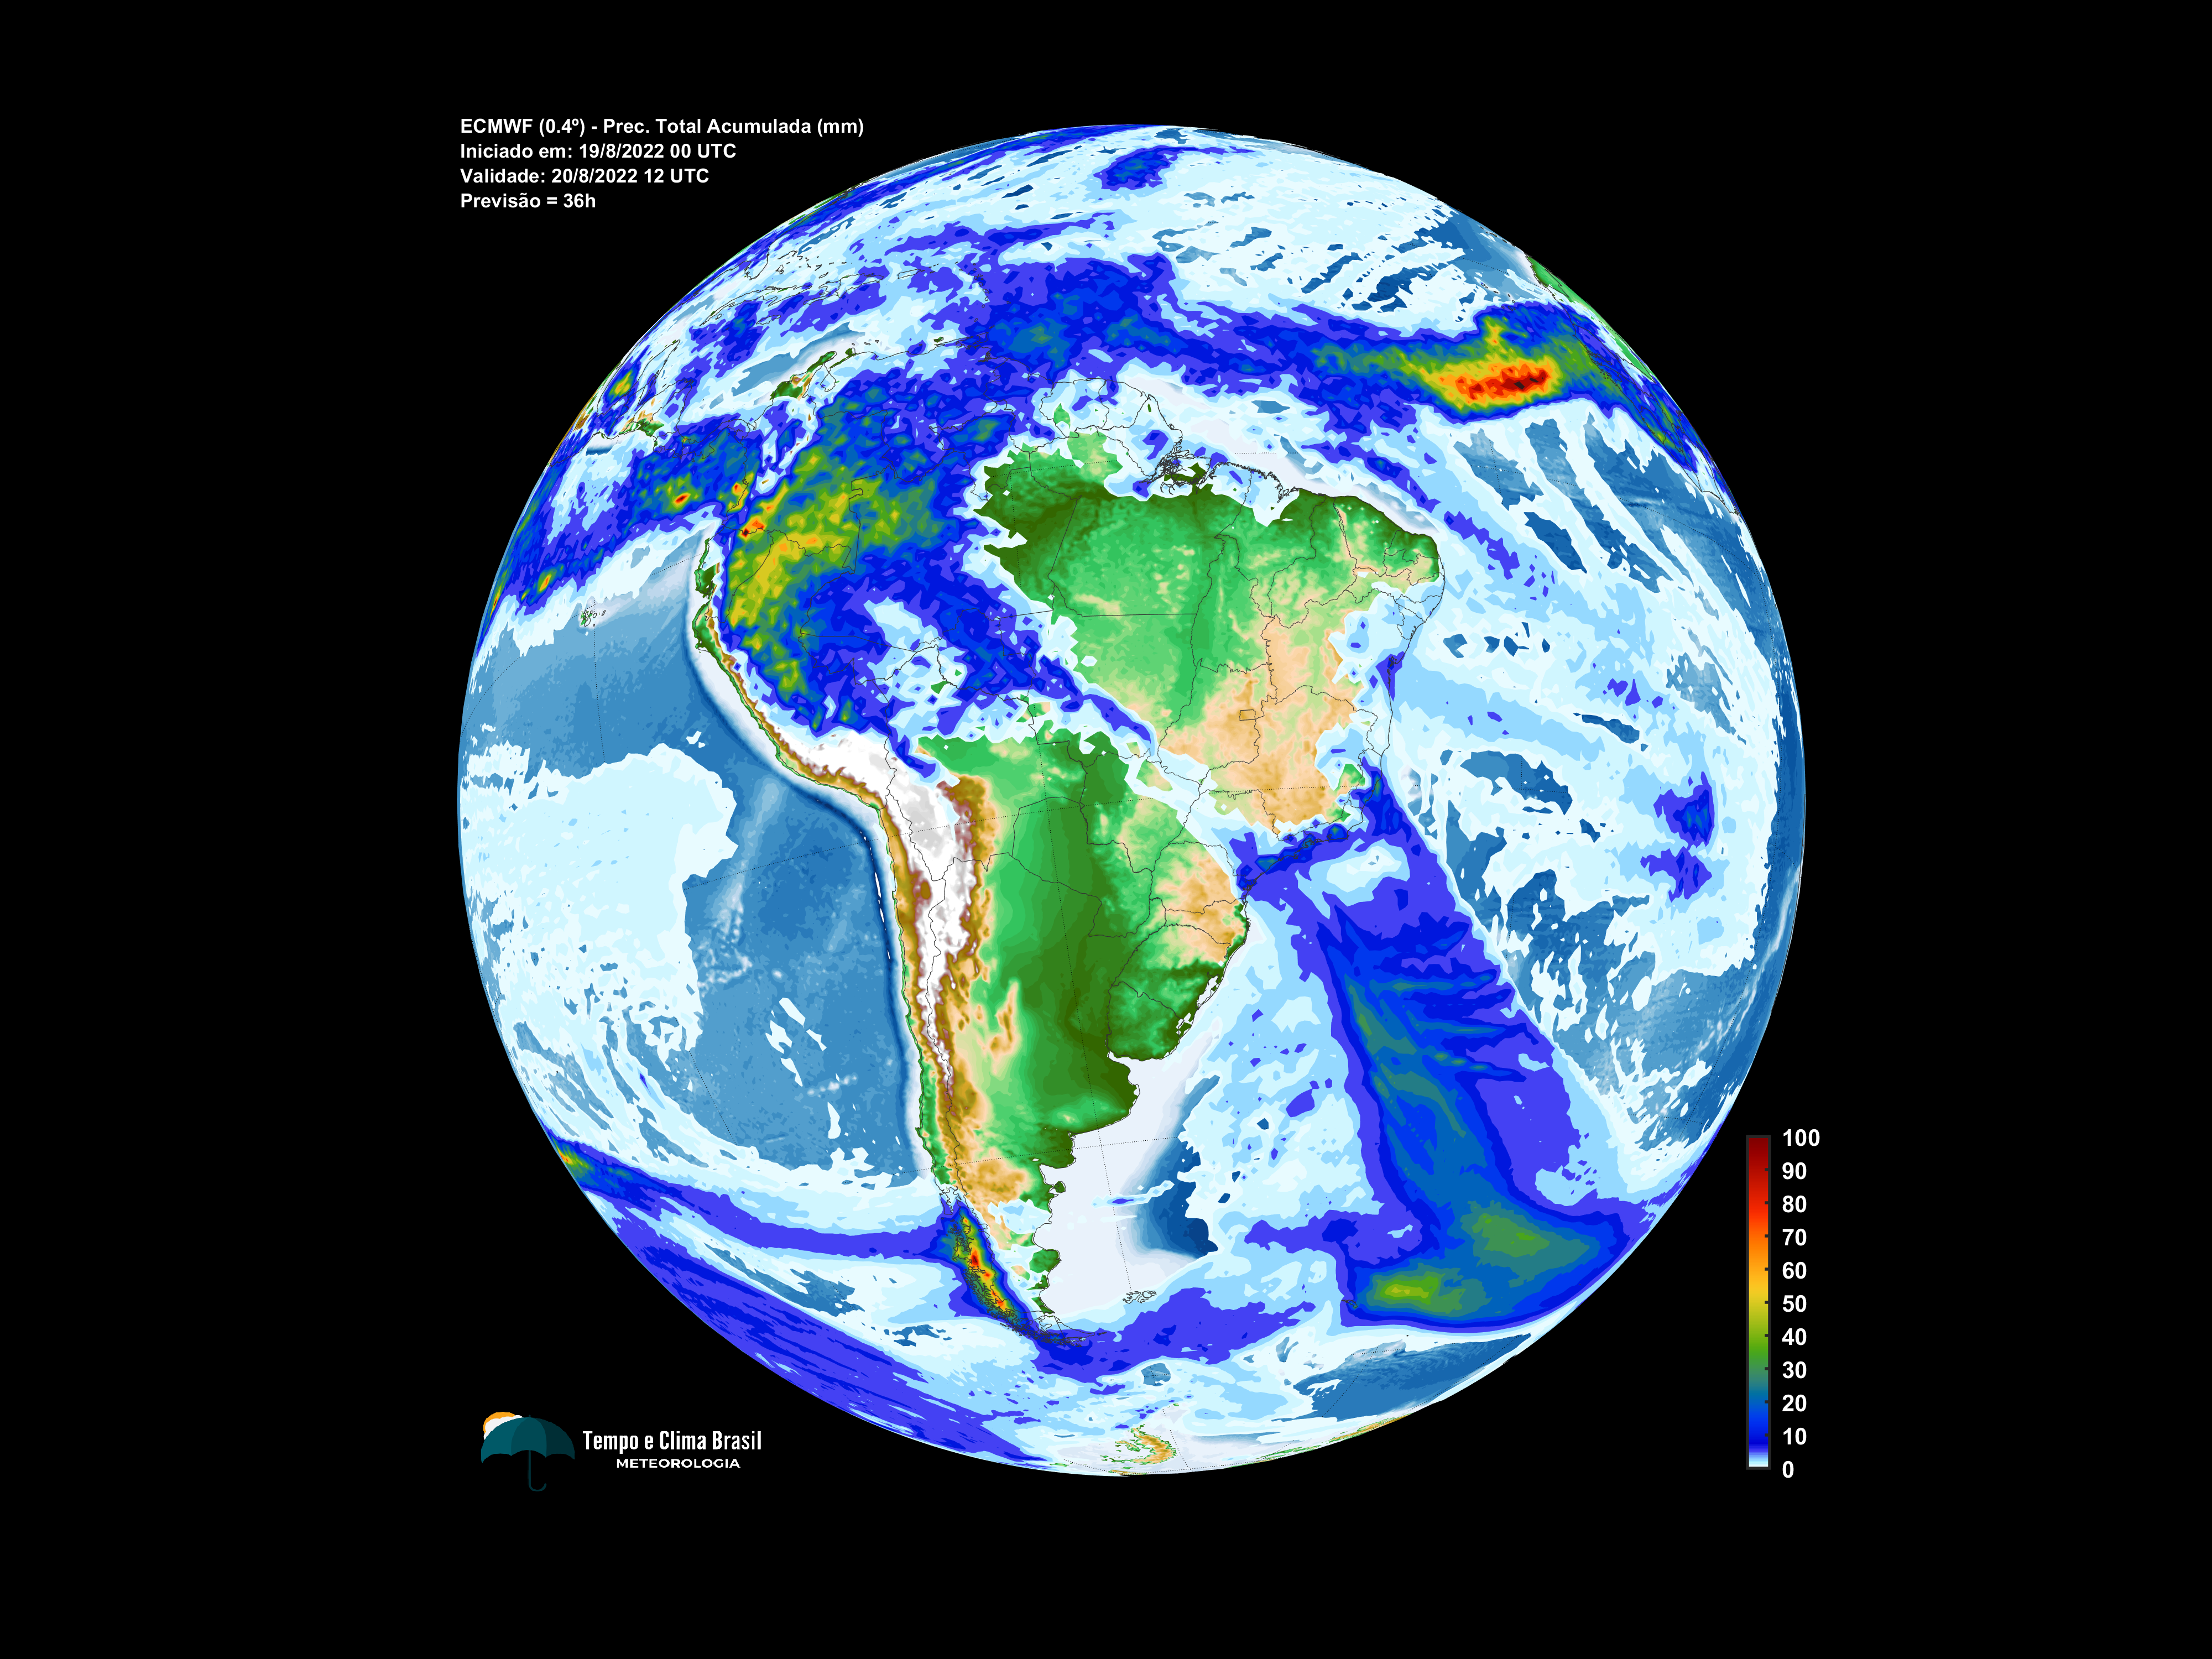 ECMWF (0.4º) - Prec. Total Acumulada (mm)
Iniciado em: 19/8/2022 00 UTC
Validade: 20/8/2022 12 UTC
Previsão = 36h
100
90
80
70
60
50
40
30
20
10
0
Tempo e Clima Brasil
METEOROLOGIA